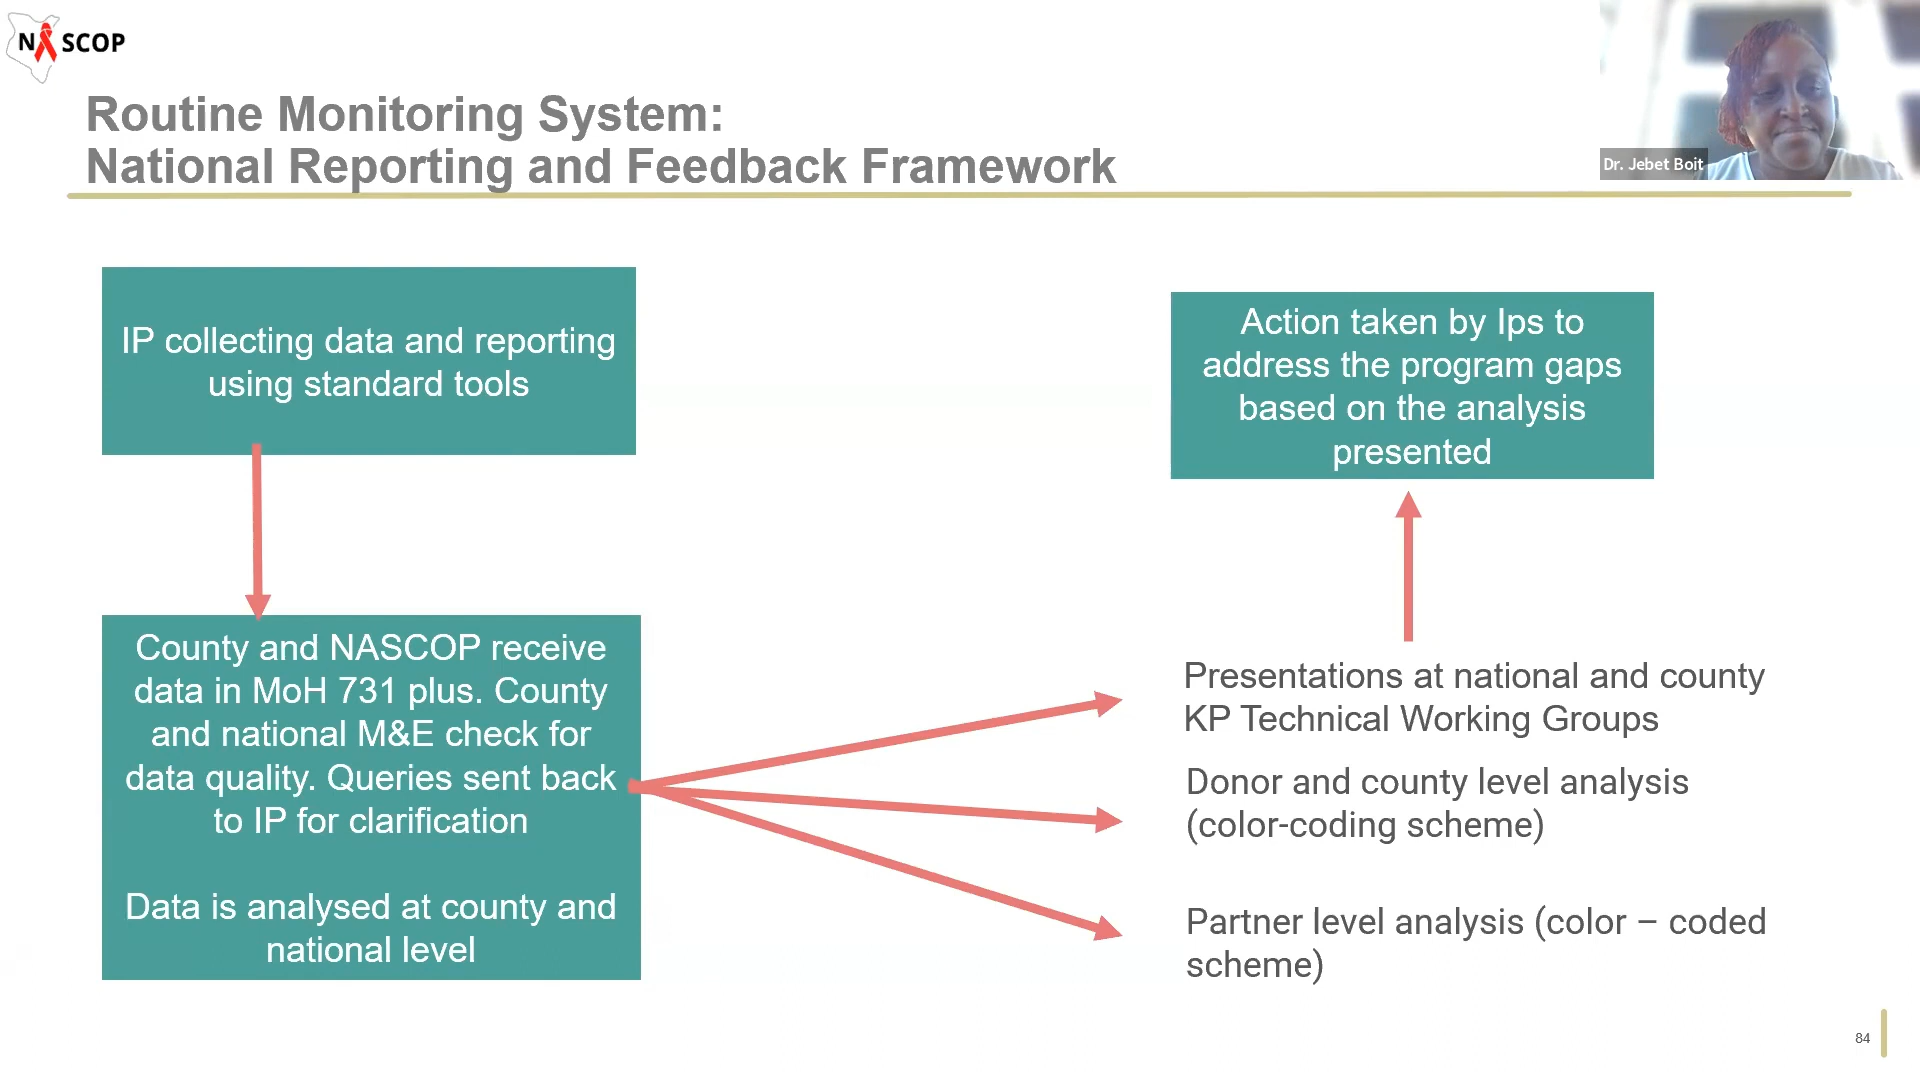 NASCOP
Routine Monitoring System:
National Reporting and Feedback Framework
Dr. Jebet Boit
IP collecting data and reporting
using standard tools
Action taken by Ips to
address the program gaps
based on the analysis
presented
County and NASCOP receive
data in MoH 731 plus. County
and national M&E check for
data quality. Queries sent back
to IP for clarification
Data is analysed at county and
national level
Presentations at national and county
KP Technical Working Groups
Donor and county level analysis
(color-coding scheme)
Partner level analysis (color – coded
scheme)
84